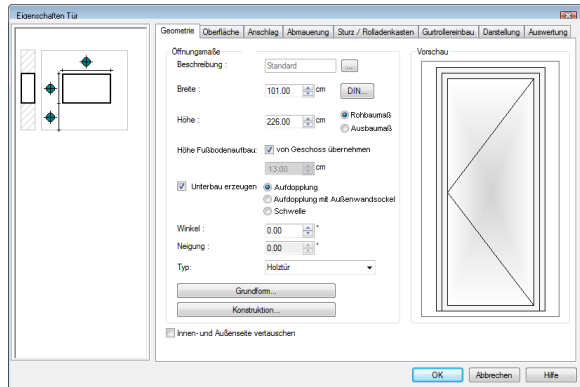 Eigenschaften Tür
Geometrie Oberfläche Anschlag Abmauerung Sturz / Rolladenkasten Gurtrollereinbau Darstellung Auswertung
Öffnungsmaße
Vorschau
Beschreibung : Standard ...
Breite : 101.00 cm DIN...
Höhe : 226.00 cm Rohbaumaß
Ausbaumaß
Höhe Fußbodenaufbau: von Geschoss übernehmen
13.00 cm
Unterbau erzeugen Aufdopplung
Aufdopplung mit Außenwandsockel
Schwelle
Winkel : 0.00 °
Neigung : 0.00 °
Typ: Holztür
Grundform...
Konstruktion...
Innen- und Außenseite vertauschen
OK Abbrechen Hilfe